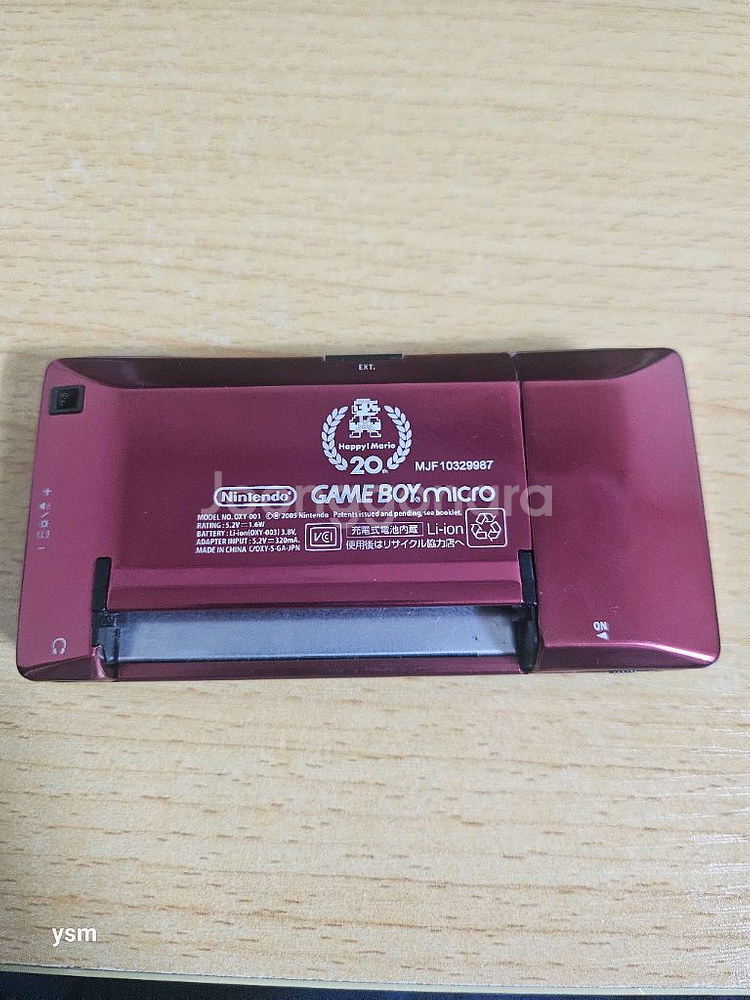 EXT.
Happy! Mario
20th
MJF10329987
Nintendo® GAME BOY micro
MODEL NO. OXY-001 ©®2005 Nintendo Patents issued and pending, see booklet.
RATING : 5.2V⎓1.6W
BATTERY : Li-ion(OXY-003) 3.8V,
ADAPTER INPUT : 5.2V⎓320mA.
MADE IN CHINA C/OXY-S-GA-JPN
VCI
充電式電池内蔵 Li-ion
使用後はリサイクル協力店へ
Joonggonara
+
-
ON
ysm